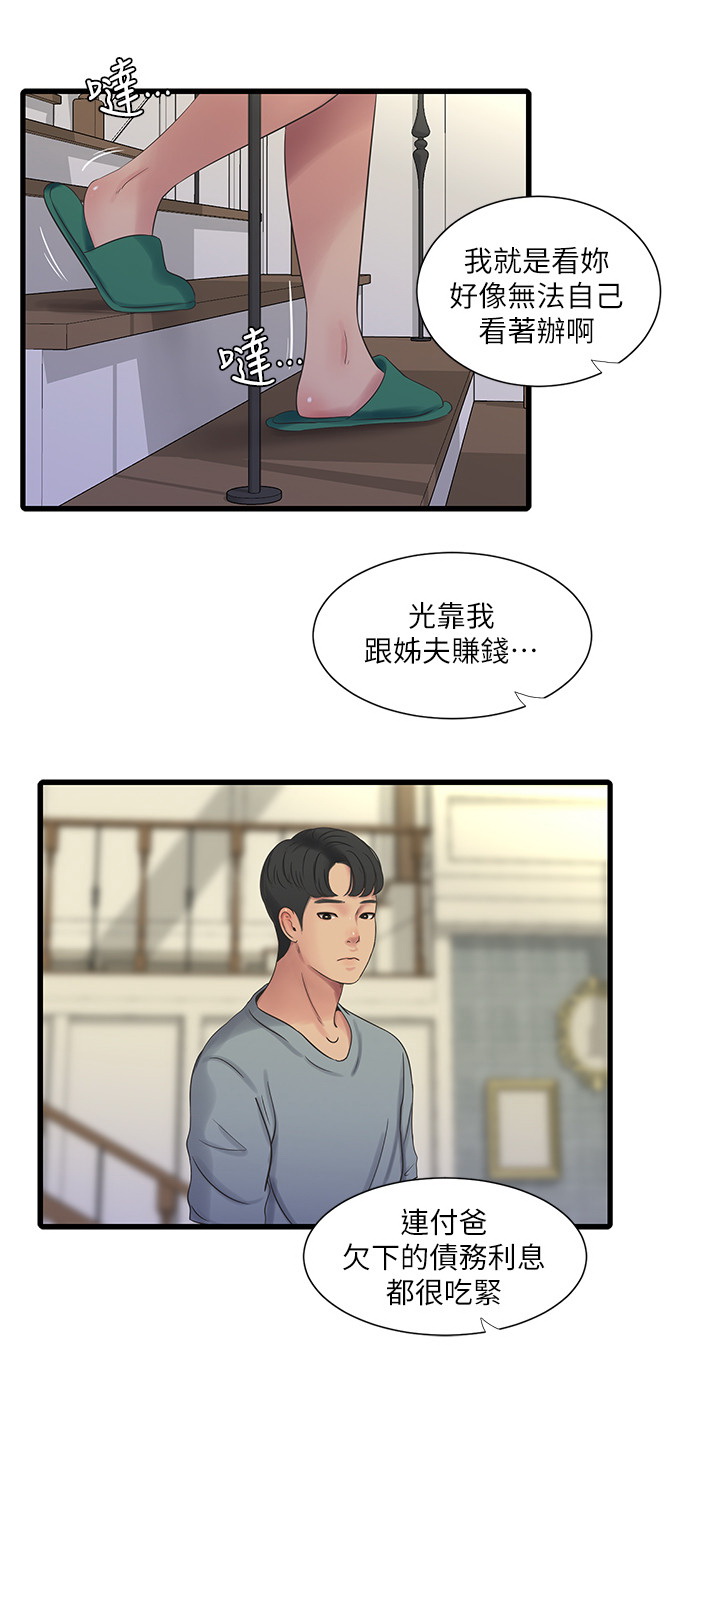 噠…
我就是看妳
好像無法自己
看著辦啊
噠…
光靠我
跟姊夫賺錢…
連付爸
欠下的債務利息
都很吃緊